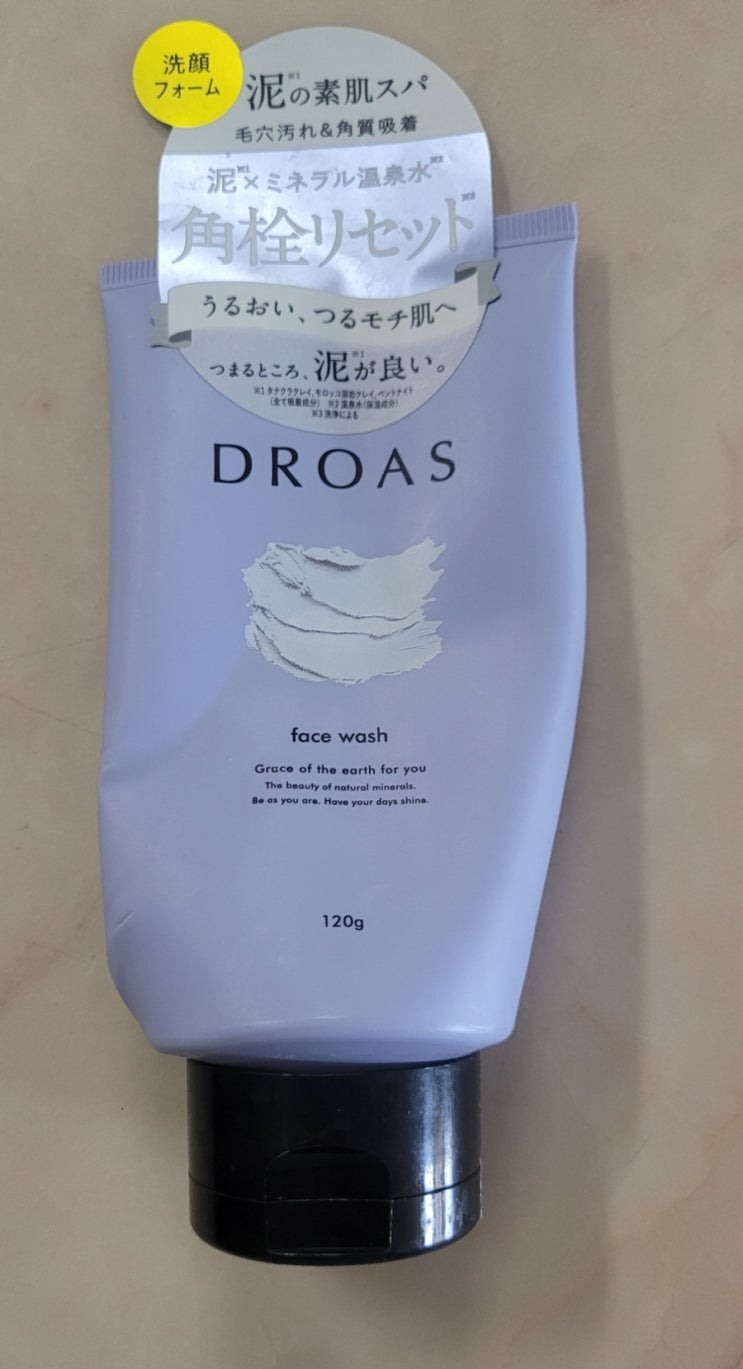 洗顔
フォーム
泥※1の素肌スパ
毛穴汚れ&角質吸着
泥※1×ミネラル温泉水※2
角栓リセット※3
うるおい、つるモチ肌へ
つまるところ、泥※1が良い。
※1 タナクラクレイ,モロッコ溶岩クレイ,ベントナイト
(全て吸着成分) ※2 温泉水(保湿成分)
※3 洗浄による
DROAS
face wash
Grace of the earth for you
The beauty of natural minerals.
Be as you are. Have your days shine.
120g